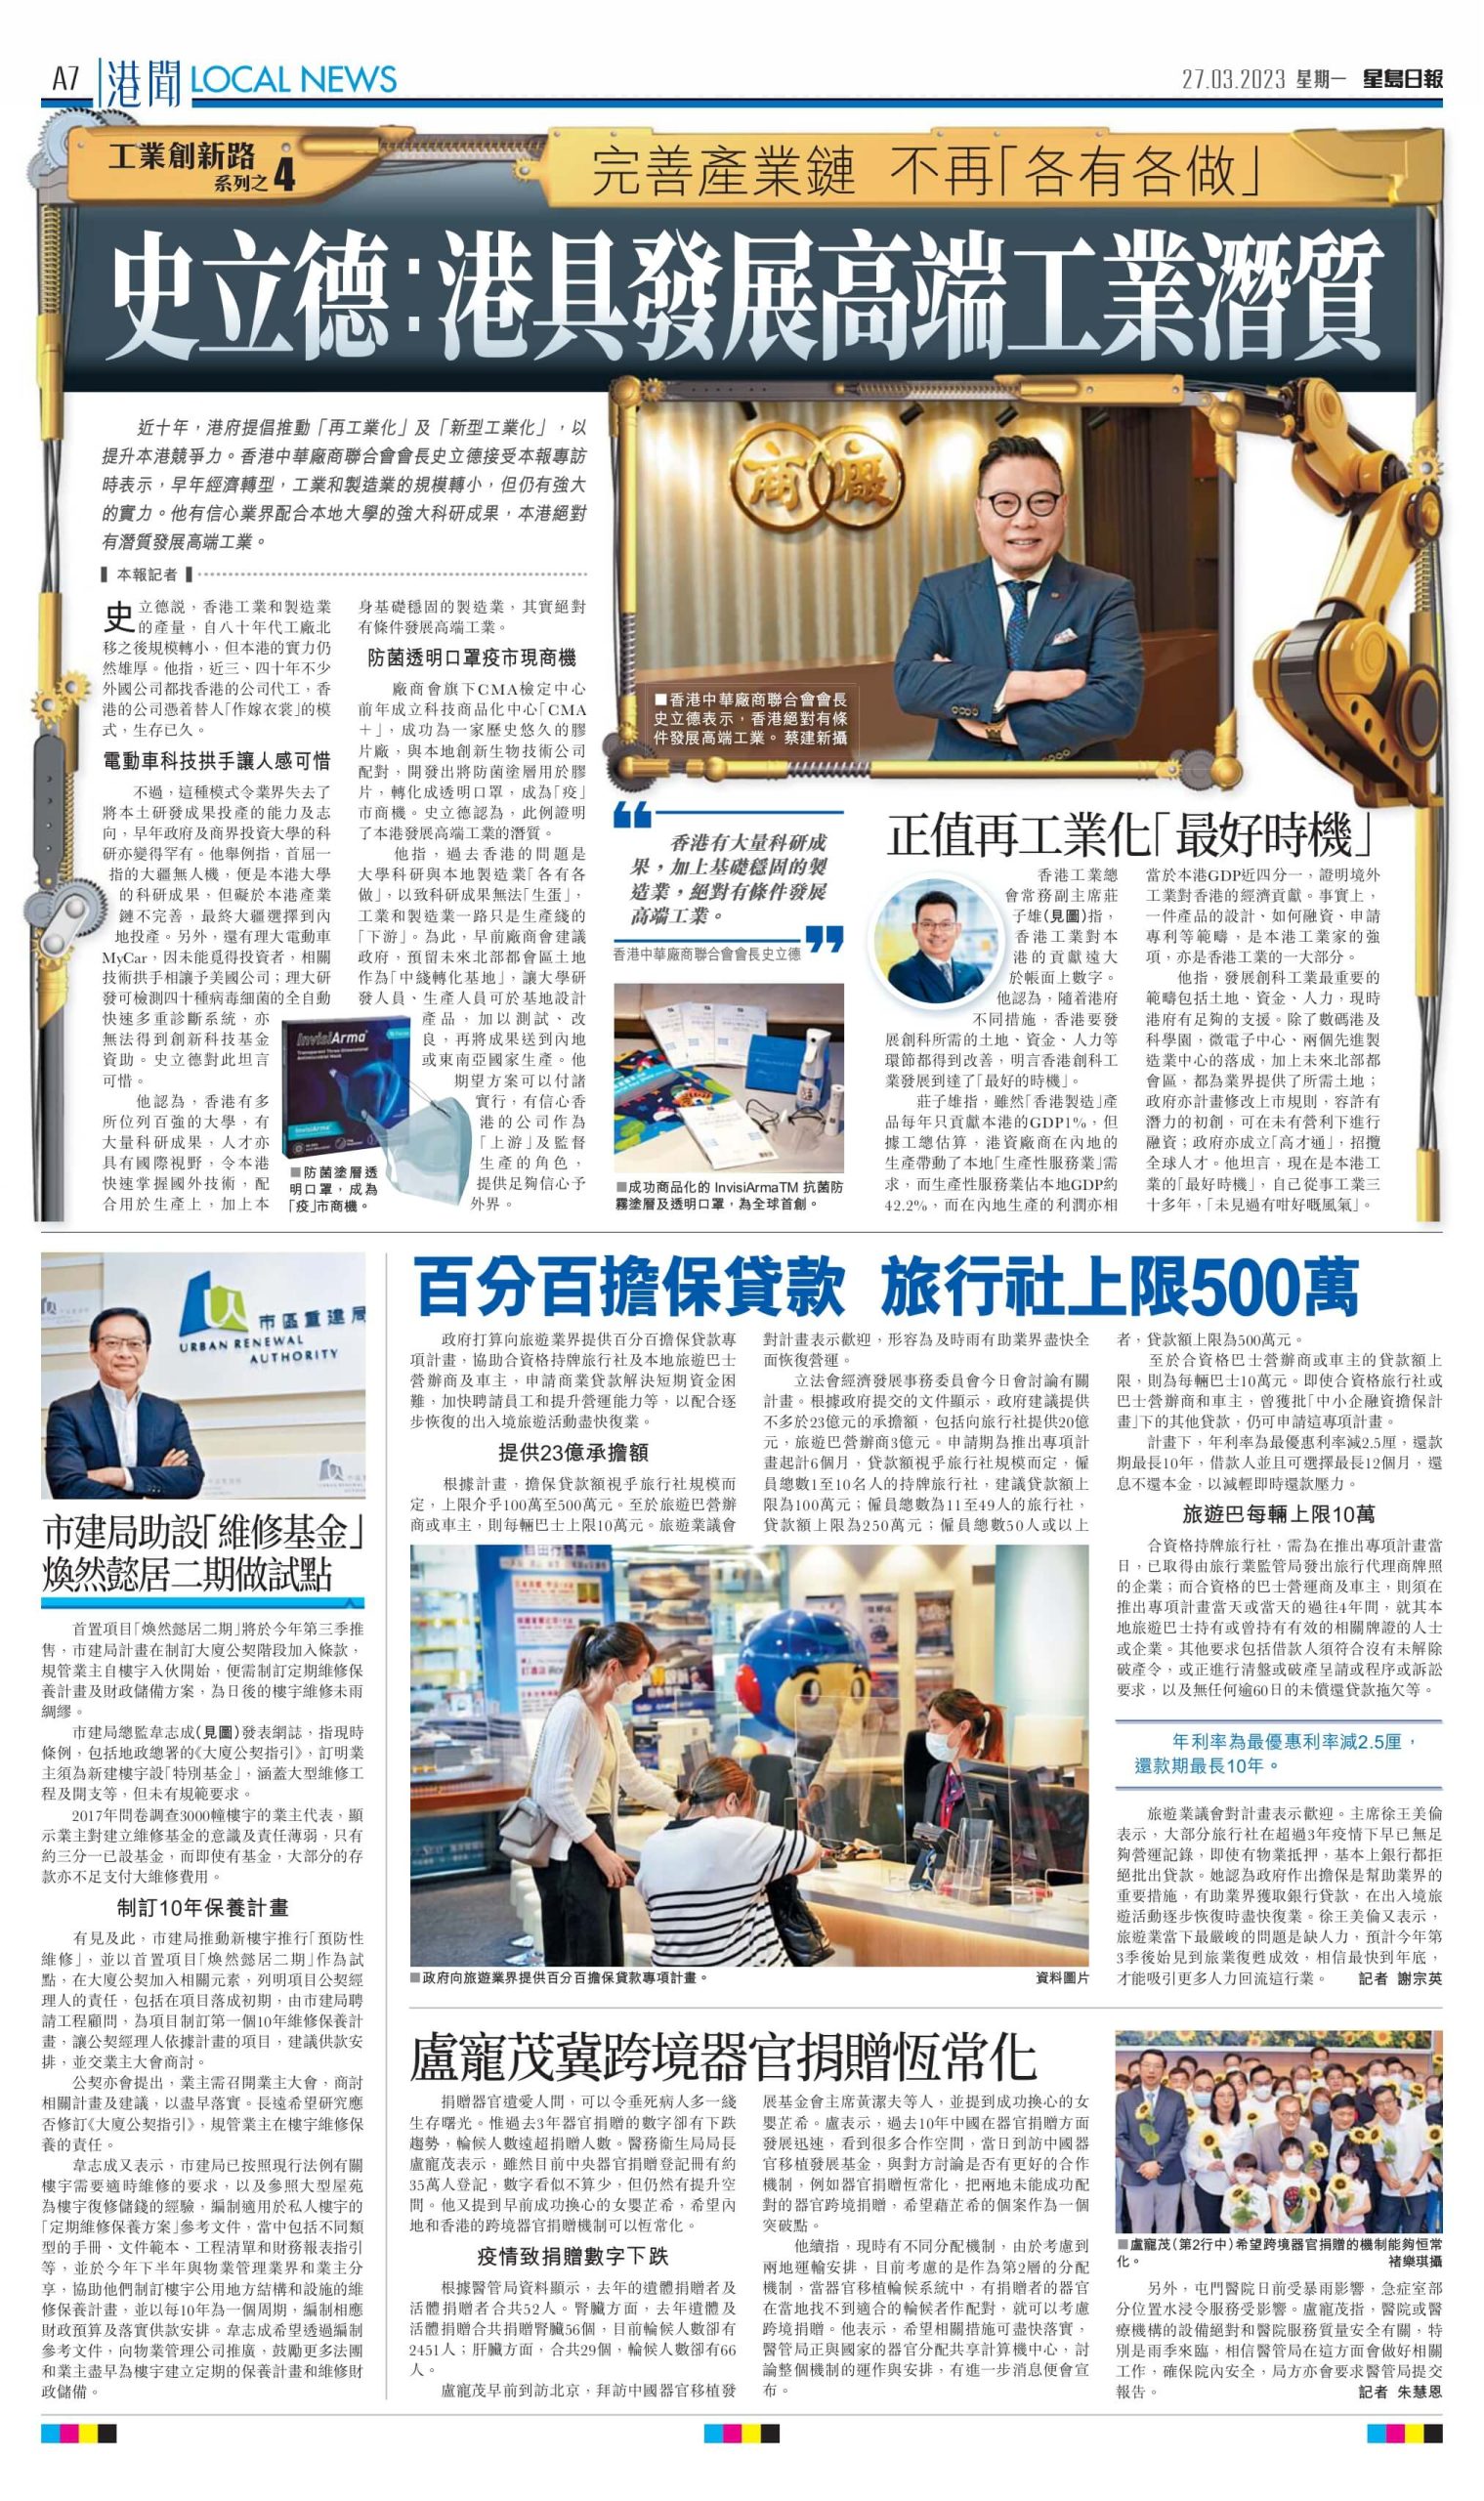 A7 港聞 LOCAL NEWS
27.03.2023 星期一 星島日報
工業創新路
系列之4
完善產業鏈 不再「各有各做」
史立德：港具發展高端工業潛質
近十年，港府提倡推動「再工業化」及「新型工業化」，以
提升本港競爭力。香港中華廠商聯合會會長史立德接受本報專訪
時表示，早年經濟轉型，工業和製造業的規模轉小，但仍有強大
的實力。他有信心業界配合本地大學的強大科研成果，本港絕對
有潛質發展高端工業。
本報記者
史立德說，香港工業和製造業
的產量，自八十年代工廠北
移之後規模轉小，但本港的實力仍
然雄厚。他指，近三、四十年不少
外國公司都找香港的公司代工，香
港的公司憑着替人「作嫁衣裳」的模
式，生存已久。
電動車科技拱手讓人感可惜
不過，這種模式令業界失去了
將本土研發成果投產的能力及志
向，早年政府及商界投資大學的科
研亦變得罕有。他舉例指，首屈一
指的大疆無人機，便是本港大學
的科研成果，但礙於本港產業
鏈不完善，最終大疆選擇到內
地投產。另外，還有理大電動車
MyCar，因未能覓得投資者，相關
技術拱手相讓予美國公司；理大研
發可檢測四十種病毒細菌的全自動
快速多重診斷系統，亦
無法得到創新科技基金
資助。史立德對此坦言
可惜。
他認為，香港有多
所位列百強的大學，有
大量科研成果，人才亦
具有國際視野，令本港
快速掌握國外技術，配
合用於生產上，加上本
身基礎穩固的製造業，其實絕對
有條件發展高端工業。
防菌透明口罩疫市現商機
廠商會旗下CMA檢定中心
前年成立科技商品化中心「CMA
＋」，成功為一家歷史悠久的膠
片廠，與本地創新生物技術公司
配對，開發出將防菌塗層用於膠
片，轉化成透明口罩，成為「疫」
市商機。史立德認為，此例證明
了本港發展高端工業的潛質。
他指，過去香港的問題是
大學科研與本地製造業「各有各
做」，以致科研成果無法「生蛋」，
工業和製造業一路只是生產綫的
「下游」。為此，早前廠商會建議
政府，預留未來北部都會區土地
作為「中綫轉化基地」，讓大學研
發人員、生產人員可於基地設計
產品，加以測試、改
良，再將成果送到內地
或東南亞國家生產。他
期望方案可以付諸
實行，有信心香
港的公司作為
「上游」及監督
生產的角色，
提供足夠信心予
外界。
InvisiArma
■防菌塗層透
明口罩，成為
「疫」市商機。
商 廠
■香港中華廠商聯合會會長
史立德表示，香港絕對有條
件發展高端工業。 蔡建新攝
香港有大量科研成
果，加上基礎穩固的製
造業，絕對有條件發展
高端工業。
香港中華廠商聯合會會長史立德
■成功商品化的 InvisiArmaTM 抗菌防
霧塗層及透明口罩，為全球首創。
正值再工業化「最好時機」
香港工業總
會常務副主席莊
子雄(見圖)指，
香港工業對本
港的貢獻遠大
於帳面上數字。
他認為，隨着港府
不同措施，香港要發
展創科所需的土地、資金、人力等
環節都得到改善，明言香港創科工
業發展到達了「最好的時機」。
莊子雄指，雖然「香港製造」產
品每年只貢獻本港的GDP1%，但
據工總估算，港資廠商在內地的
生產帶動了本地「生產性服務業」需
求，而生產性服務業佔本地GDP約
42.2%，而在內地生產的利潤亦相
當於本港GDP近四分一，證明境外
工業對香港的經濟貢獻。事實上，
一件產品的設計、如何融資、申請
專利等範疇，是本港工業家的強
項，亦是香港工業的一大部分。
他指，發展創科工業最重要的
範疇包括土地、資金、人力，現時
港府有足夠的支援。除了數碼港及
科學園，微電子中心、兩個先進製
造業中心的落成，加上未來北部都
會區，都為業界提供了所需土地；
政府亦計畫修改上市規則，容許有
潛力的初創，可在未有營利下進行
融資；政府亦成立「高才通」，招攬
全球人才。他坦言，現在是本港工
業的「最好時機」，自己從事工業三
十多年，「未見過有咁好嘅風氣」。
市區重建局
URBAN RENEWAL
AUTHORITY
市建局助設「維修基金」
煥然懿居二期做試點
首置項目「煥然懿居二期」將於今年第三季推
售，市建局計畫在制訂大廈公契階段加入條款，
規管業主自樓宇入伙開始，便需制訂定期維修保
養計畫及財政儲備方案，為日後的樓宇維修未雨
綢繆。
市建局總監韋志成(見圖)發表網誌，指現時
條例，包括地政總署的《大廈公契指引》，訂明業
主須為新建樓宇設「特別基金」，涵蓋大型維修工
程及開支等，但未有規範要求。
2017年問卷調查3000幢樓宇的業主代表，顯
示業主對建立維修基金的意識及責任薄弱，只有
約三分一已設基金，而即使有基金，大部分的存
款亦不足支付大維修費用。
制訂10年保養計畫
有見及此，市建局推動新樓宇推行「預防性
維修」，並以首置項目「煥然懿居二期」作為試
點，在大廈公契加入相關元素，列明項目公契經
理人的責任，包括在項目落成初期，由市建局聘
請工程顧問，為項目制訂第一個10年維修保養計
畫，讓公契經理人依據計畫的項目，建議供款安
排，並交業主大會商討。
公契亦會提出，業主需召開業主大會，商討
相關計畫及建議，以盡早落實。長遠希望研究應
否修訂《大廈公契指引》，規管業主在樓宇維修保
養的責任。
韋志成又表示，市建局已按照現行法例有關
樓宇需要適時維修的要求，以及參照大型屋苑
為樓宇復修儲錢的經驗，編制適用於私人樓宇的
「定期維修保養方案」參考文件，當中包括不同類
型的手冊、文件範本、工程清單和財務報表指引
等，並於今年下半年與物業管理業界和業主分
享，協助他們制訂樓宇公用地方結構和設施的維
修保養計畫，並以每10年為一個周期，編制相應
財政預算及落實供款安排。韋志成希望透過編制
參考文件，向物業管理公司推廣，鼓勵更多法團
和業主盡早為樓宇建立定期的保養計畫和維修財
政儲備。
百分百擔保貸款 旅行社上限500萬
政府打算向旅遊業界提供百分百擔保貸款專
項計畫，協助合資格持牌旅行社及本地旅遊巴士
營辦商及車主，申請商業貸款解決短期資金困
難，加快聘請員工和提升營運能力等，以配合逐
步恢復的出入境旅遊活動盡快復業。
提供23億承擔額
根據計畫，擔保貸款額視乎旅行社規模而
定，上限介乎100萬至500萬元。至於旅遊巴營辦
商或車主，則每輛巴士上限10萬元。旅遊業議會
對計畫表示歡迎，形容為及時雨有助業界盡快全
面恢復營運。
立法會經濟發展事務委員會今日會討論有關
計畫。根據政府提交的文件顯示，政府建議提供
不多於23億元的承擔額，包括向旅行社提供20億
元，旅遊巴營辦商3億元。申請期為推出專項計
畫起計6個月，貸款額視乎旅行社規模而定，僱
員總數1至10名人的持牌旅行社，建議貸款額上
限為100萬元；僱員總數為11至49人的旅行社，
貸款額上限為250萬元；僱員總數50人或以上
者，貸款額上限為500萬元。
至於合資格巴士營辦商或車主的貸款額上
限，則為每輛巴士10萬元。即使合資格旅行社或
巴士營辦商和車主，曾獲批「中小企融資擔保計
畫」下的其他貸款，仍可申請這專項計畫。
計畫下，年利率為最優惠利率減2.5厘，還款
期最長10年，借款人並且可選擇最長12個月，還
息不還本金，以減輕即時還款壓力。
旅遊巴每輛上限10萬
合資格持牌旅行社，需為在推出專項計畫當
日，已取得由旅行業監管局發出旅行代理商牌照
的企業；而合資格的巴士營運商及車主，則須在
推出專項計畫當天或當天的過往4年間，就其本
地旅遊巴士持有或曾持有有效的相關牌證的人士
或企業。其他要求包括借款人須符合沒有未解除
破產令，或正進行清盤或破產呈請或程序或訴訟
要求，以及無任何逾60日的未償還貸款拖欠等。
年利率為最優惠利率減2.5厘，
還款期最長10年。
旅遊業議會對計畫表示歡迎。主席徐王美倫
表示，大部分旅行社在超過3年疫情下早已無足
夠營運記錄，即使有物業抵押，基本上銀行都拒
絕批出貸款。她認為政府作出擔保是幫助業界的
重要措施，有助業界獲取銀行貸款，在出入境旅
遊活動逐步恢復時盡快復業。徐王美倫又表示，
旅遊業當下最嚴峻的問題是缺人力，預計今年第
3季後始見到旅業復甦成效，相信最快到年底，
才能吸引更多人力回流這行業。 記者 謝宗英
■政府向旅遊業界提供百分百擔保貸款專項計畫。 資料圖片
盧寵茂冀跨境器官捐贈恆常化
捐贈器官遺愛人間，可以令垂死病人多一綫
生存曙光。惟過去3年器官捐贈的數字卻有下跌
趨勢，輪候人數遠超捐贈人數。醫務衞生局局長
盧寵茂表示，雖然目前中央器官捐贈登記冊有約
35萬人登記，數字看似不算少，但仍然有提升空
間。他又提到早前成功換心的女嬰芷希，希望內
地和香港的跨境器官捐贈機制可以恆常化。
疫情致捐贈數字下跌
根據醫管局資料顯示，去年的遺體捐贈者及
活體捐贈者合共52人。腎臟方面，去年遺體及
活體捐贈合共捐贈腎臟56個，目前輪候人數卻有
2451人；肝臟方面，合共29個，輪候人數卻有66
人。
盧寵茂早前到訪北京，拜訪中國器官移植發
展基金會主席黃潔夫等人，並提到成功換心的女
嬰芷希。盧表示，過去10年中國在器官捐贈方面
發展迅速，看到很多合作空間，當日到訪中國器
官移植發展基金，與對方討論是否有更好的合作
機制，例如器官捐贈恆常化，把兩地未能成功配
對的器官跨境捐贈，希望藉芷希的個案作為一個
突破點。
他續指，現時有不同分配機制，由於考慮到
兩地運輸安排，目前考慮的是作為第2層的分配
機制，當器官移植輪候系統中，有捐贈者的器官
在當地找不到適合的輪候者作配對，就可以考慮
跨境捐贈。他表示，希望相關措施可盡快落實，
醫管局正與國家的器官分配共享計算機中心，討
論整個機制的運作與安排，有進一步消息便會宣
布。
■盧寵茂(第2行中)希望跨境器官捐贈的機制能夠恒常
化。 褚樂琪攝
另外，屯門醫院日前受暴雨影響，急症室部
分位置水浸令服務受影響。盧寵茂指，醫院或醫
療機構的設備絕對和醫院服務質量安全有關，特
別是雨季來臨，相信醫管局在這方面會做好相關
工作，確保院內安全，局方亦會要求醫管局提交
報告。 記者 朱慧恩